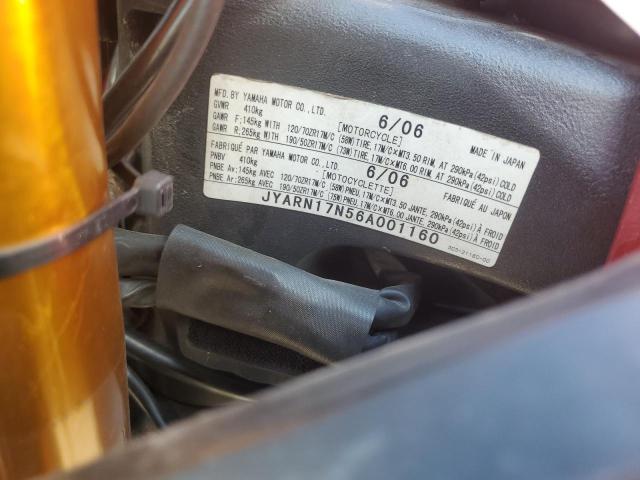 MFD. BY YAMAHA MOTOR CO., LTD. 6/06 MADE IN JAPAN
GVWR 410kg [MOTORCYCLE]
GAWR F;145kg WITH 120/70ZR17M/C (58W) TIRE, 17M/C×MT3.50 RIM, AT 290kPa(42psi) COLD
GAWR R;265kg WITH 190/50ZR17M/C (73W) TIRE, 17M/C×MT6.00 RIM, AT 290kPa(42psi) COLD
FABRIQUÉ PAR YAMAHA MOTOR CO., LTD. 6/06 FABRIQUÉ AU JAPON
PNBV 410kg [MOTOCYCLETTE]
PNBE Av;145kg AVEC 120/70ZR17M/C (58W) PNEU, 17M/C×MT3.50 JANTE, 290kPa(42psi) À FROID
PNBE Ar;265kg AVEC 190/50ZR17M/C PNEU, 17M/C×MT6.00 JANTE, 290kPa(42psi) À FROID
JYARN17N56A001160